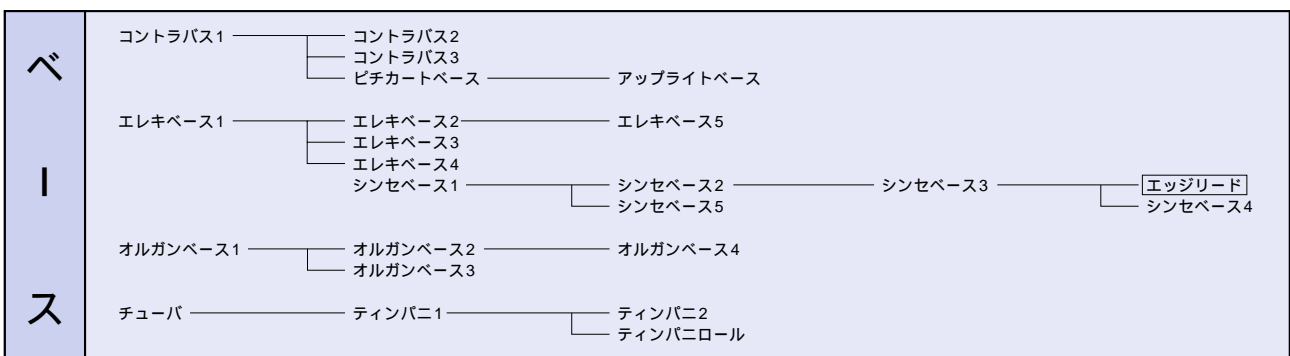 ベース
コントラバス1 コントラバス2
コントラバス3
ピチカートベース アップライトベース
エレキベース1 エレキベース2 エレキベース5
エレキベース3
エレキベース4
シンセベース1 シンセベース2 シンセベース3 エッジリード
シンセベース5 シンセベース4
オルガンベース1 オルガンベース2 オルガンベース4
オルガンベース3
チューバ ティンパニ1 ティンパニ2
ティンパニロール